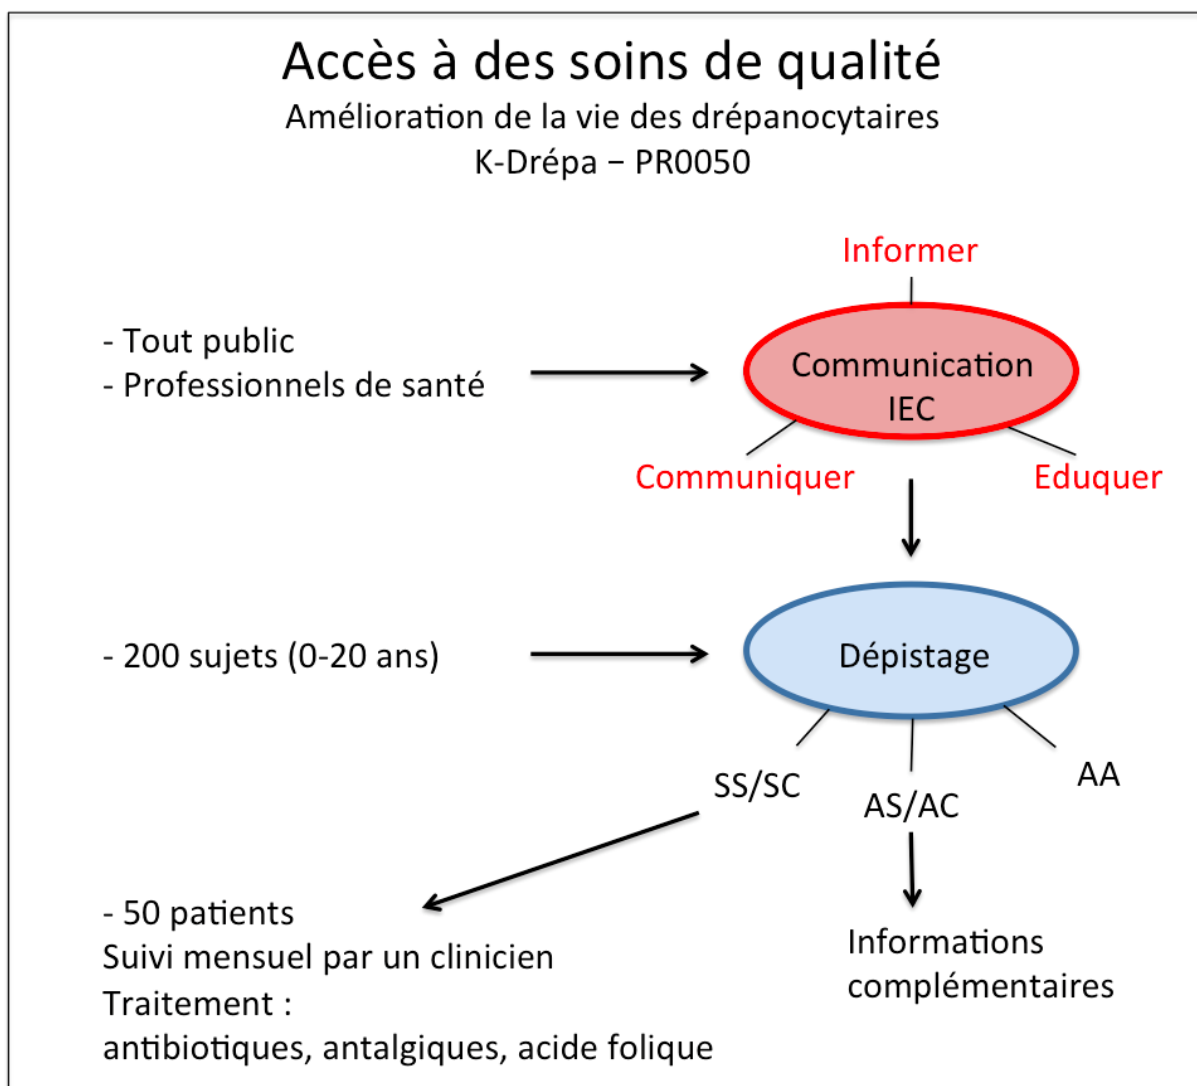 Accès à des soins de qualité
Amélioration de la vie des drépanocytaires
K-Drépa – PR0050
Informer
- Tout public
- Professionnels de santé
Communication
IEC
Communiquer
Eduquer
- 200 sujets (0-20 ans)
Dépistage
SS/SC
AS/AC
AA
- 50 patients
Suivi mensuel par un clinicien
Traitement :
antibiotiques, antalgiques, acide folique
Informations
complémentaires